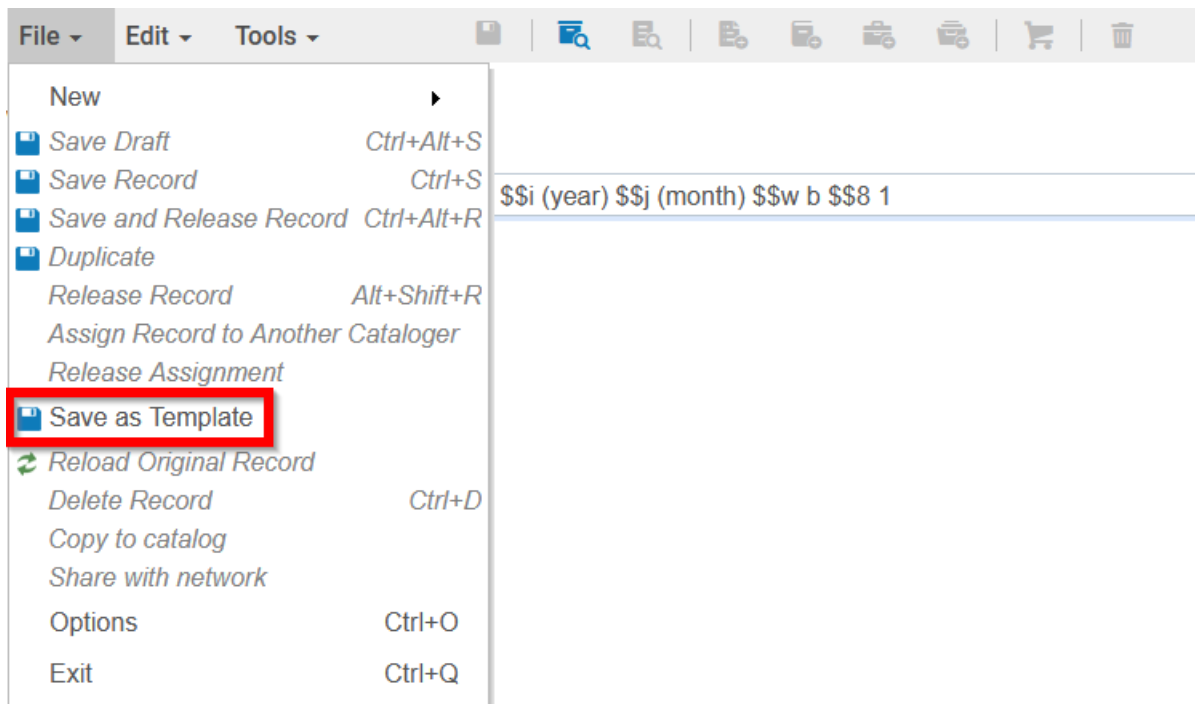 File Edit Tools
New
Save Draft Ctrl+Alt+S
Save Record Ctrl+S
$$i (year) $$j (month) $$w b $$8 1
Save and Release Record Ctrl+Alt+R
Duplicate
Release Record Alt+Shift+R
Assign Record to Another Cataloger
Release Assignment
Save as Template
Reload Original Record
Delete Record Ctrl+D
Copy to catalog
Share with network
Options Ctrl+O
Exit Ctrl+Q